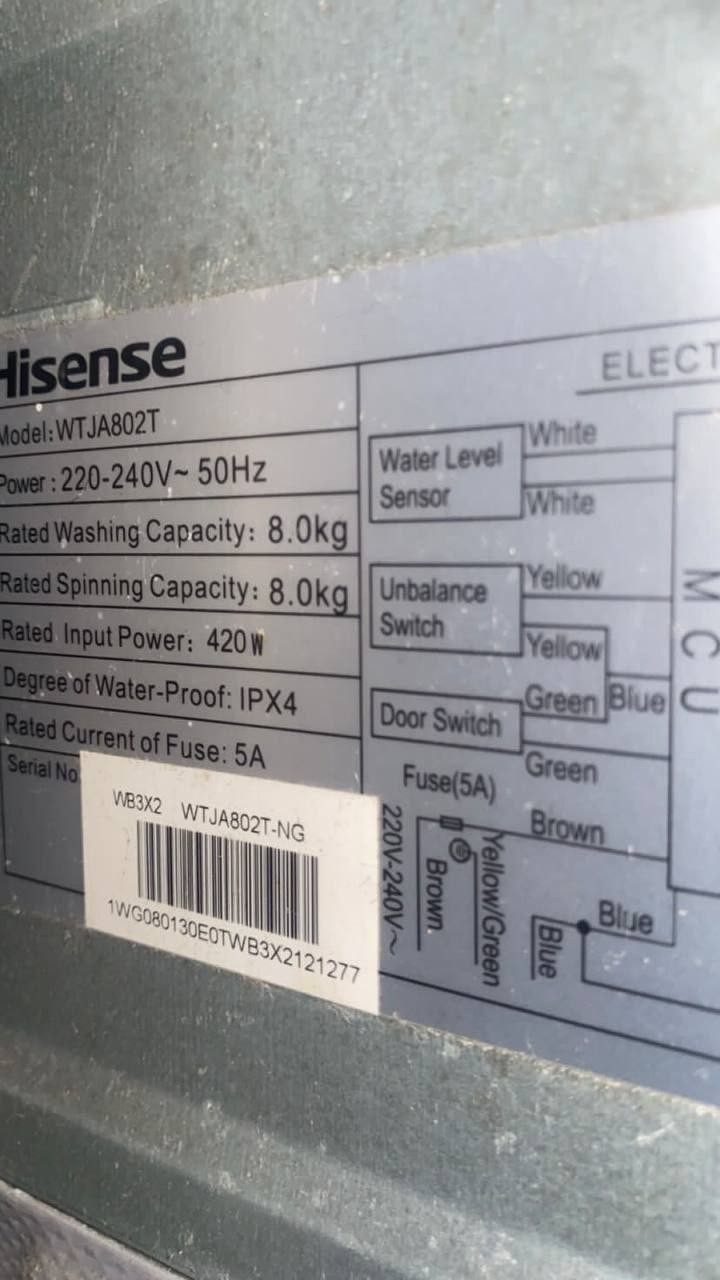 Hisense
Model:WTJA802T
Power : 220-240V~ 50Hz
Rated Washing Capacity: 8.0kg
Rated Spinning Capacity: 8.0kg
Rated Input Power: 420W
Degree of Water-Proof: IPX4
Rated Current of Fuse: 5A
Serial No
WB3X2 WTJA802T-NG
1WG080130E0TWB3X2121277
ELECT
Water Level
Sensor
White
White
Unbalance
Switch
Yellow
Yellow
Door Switch
Green
Blue
Green
MCU
Fuse(5A)
220V-240V~
Brown
Yellow/Green
Brown
Blue
Blue